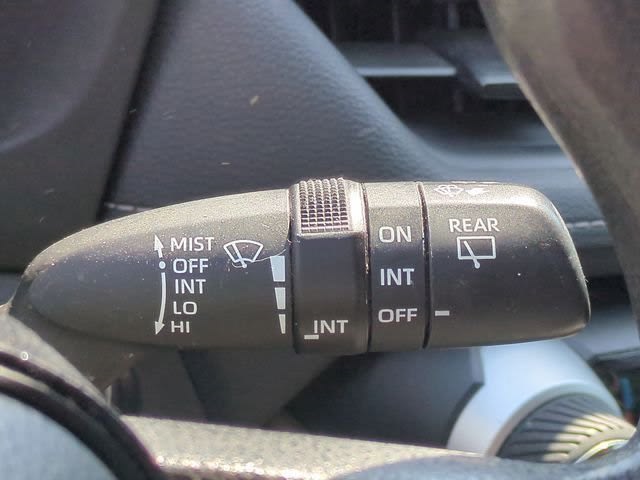 MIST
OFF
INT
LO
HI
INT
ON
INT
OFF
REAR